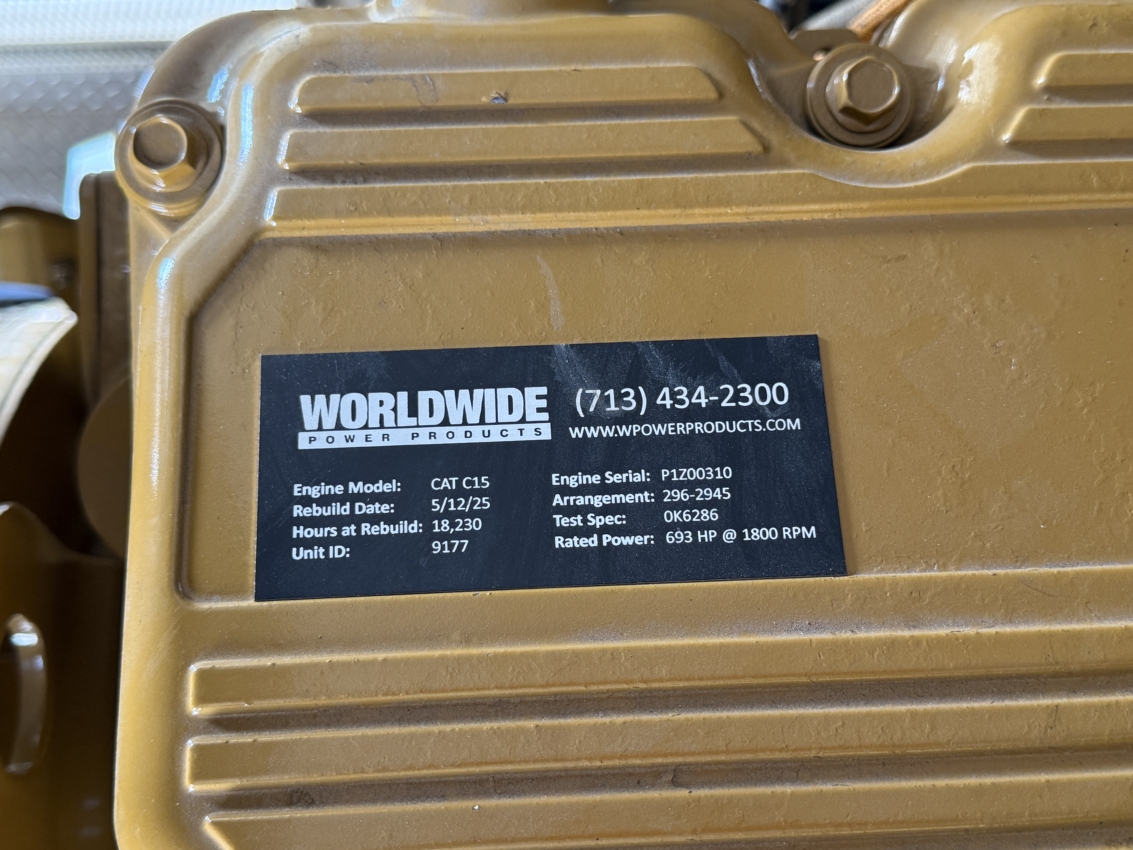 WORLDWIDE
POWER PRODUCTS
(713) 434-2300
WWW.WPOWERPRODUCTS.COM
Engine Model: CAT C15
Rebuild Date: 5/12/25
Hours at Rebuild: 18,230
Unit ID: 9177
Engine Serial: P1Z00310
Arrangement: 296-2945
Test Spec: 0K6286
Rated Power: 693 HP @ 1800 RPM